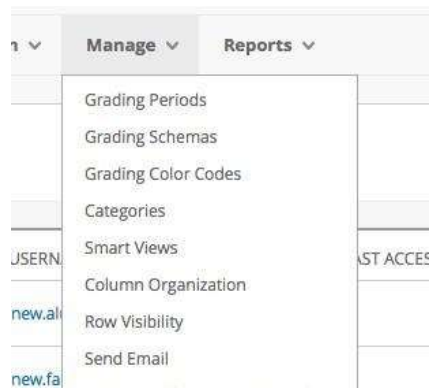 Manage Reports
Grading Periods
Grading Schemas
Grading Color Codes
Categories
Smart Views
USERN AST ACCES
Column Organization
new.al
Row Visibility
Send Email
new.fa